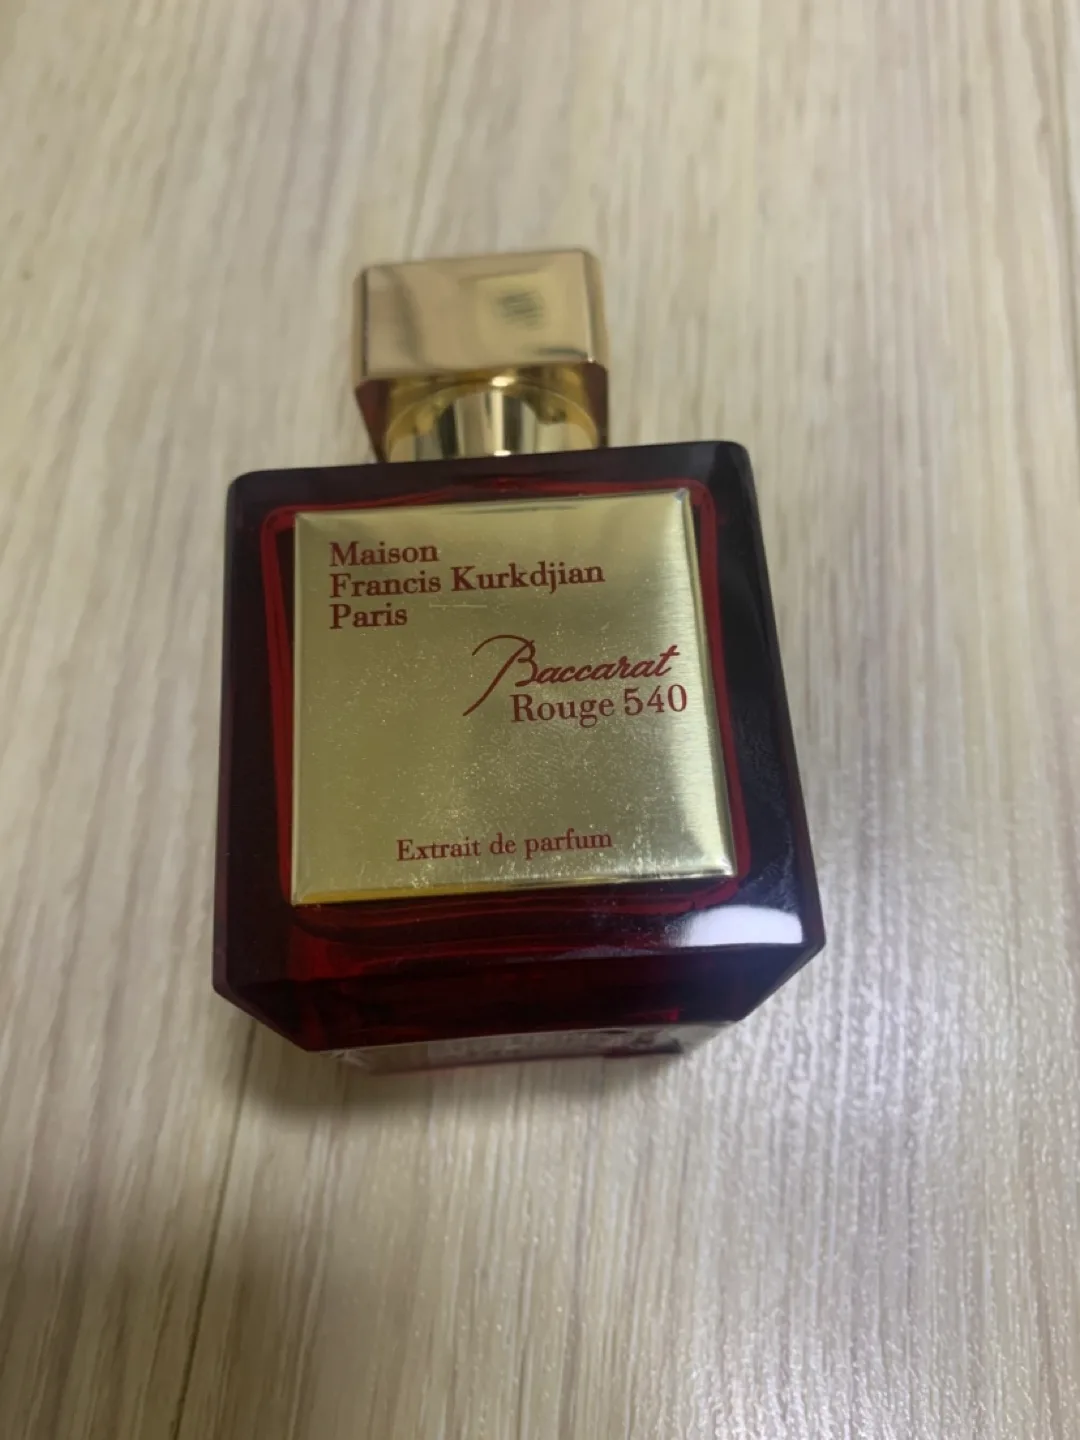 Maison
Francis Kurkdjian
Paris
Baccarat
Rouge 540
Extrait de parfum